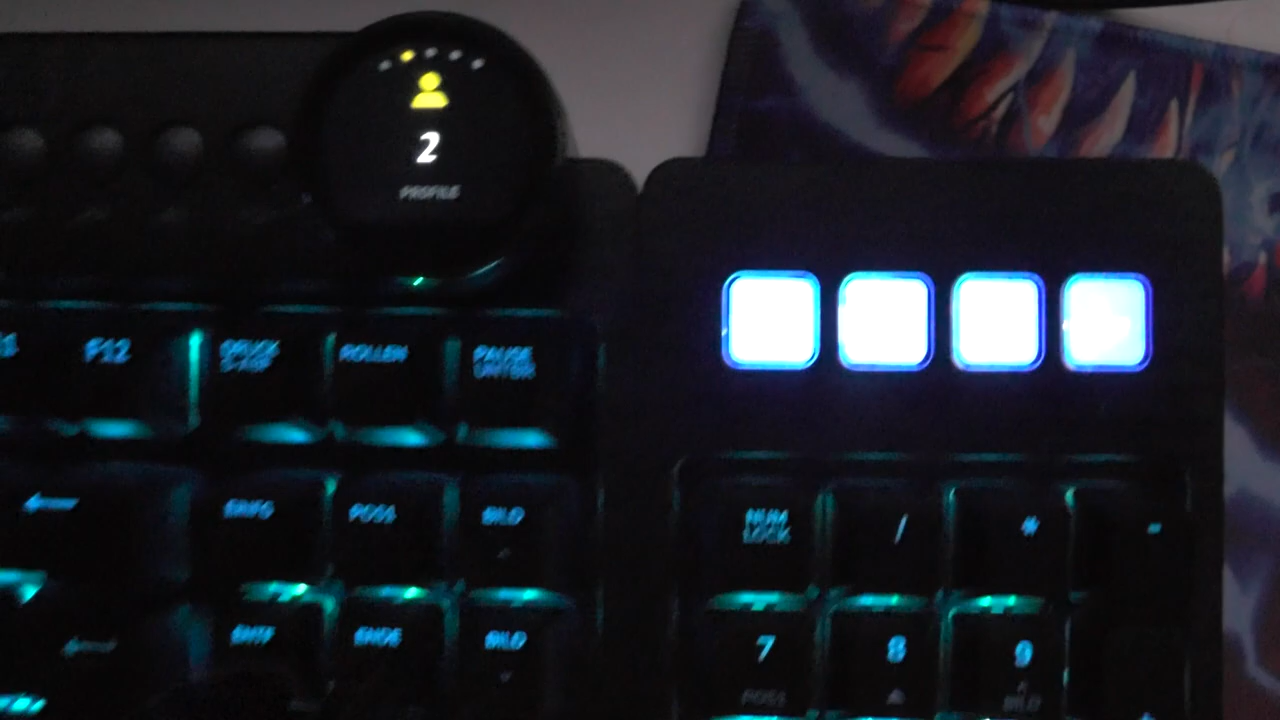 2
PROFILE
F12
DRUCK
S-ABF
ROLLEN
PAUSE
UNTBR
EINFG
POS1
BILD
NUM
LOCK
/
*
-
ENTF
ENDE
BILD
7
8
9
POS1
BILD